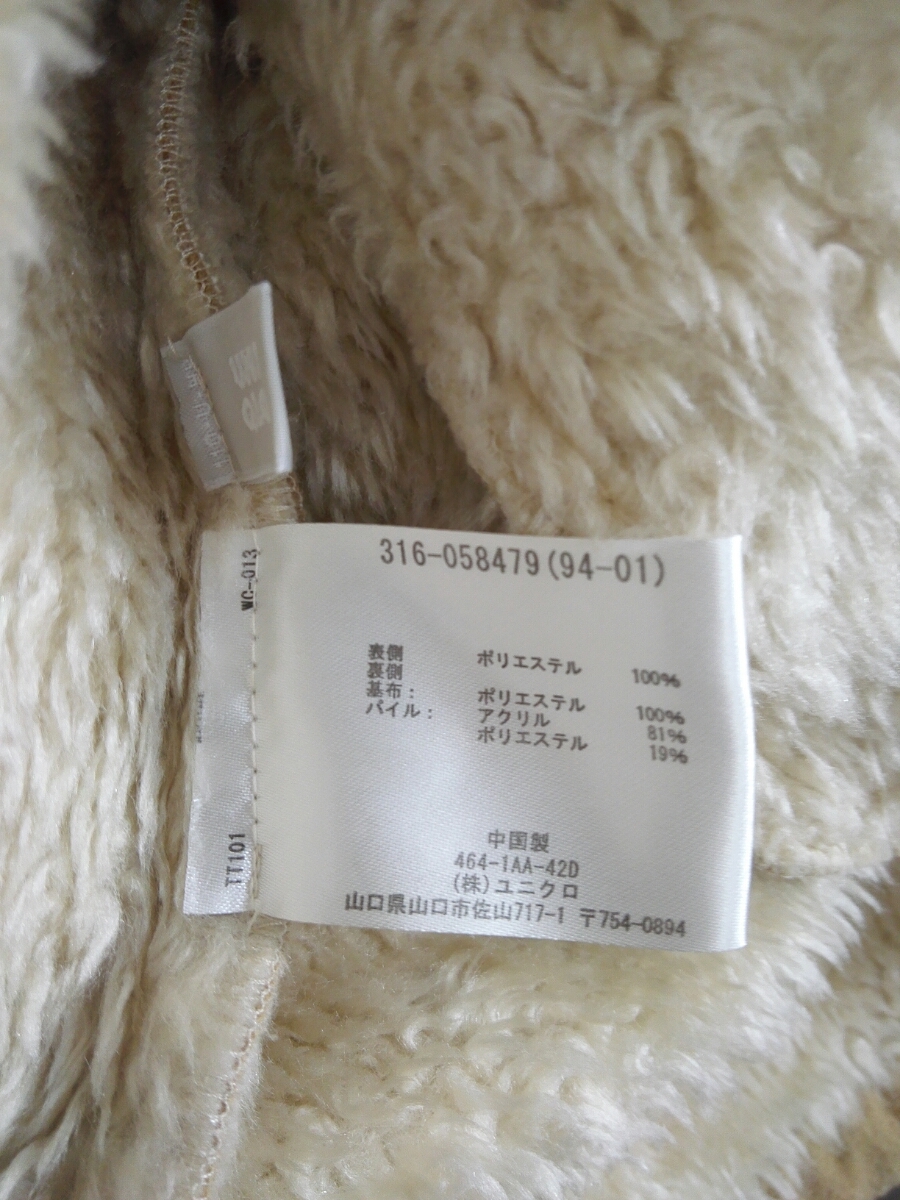 316-058479(94-01)
表側 ポリエステル 100%
裏側
基布: ポリエステル 100%
パイル: アクリル 81%
ポリエステル 19%
中国製
464-1AA-42D
(株)ユニクロ
山口県山口市佐山717-1 〒754-0894
WC-013
TT101